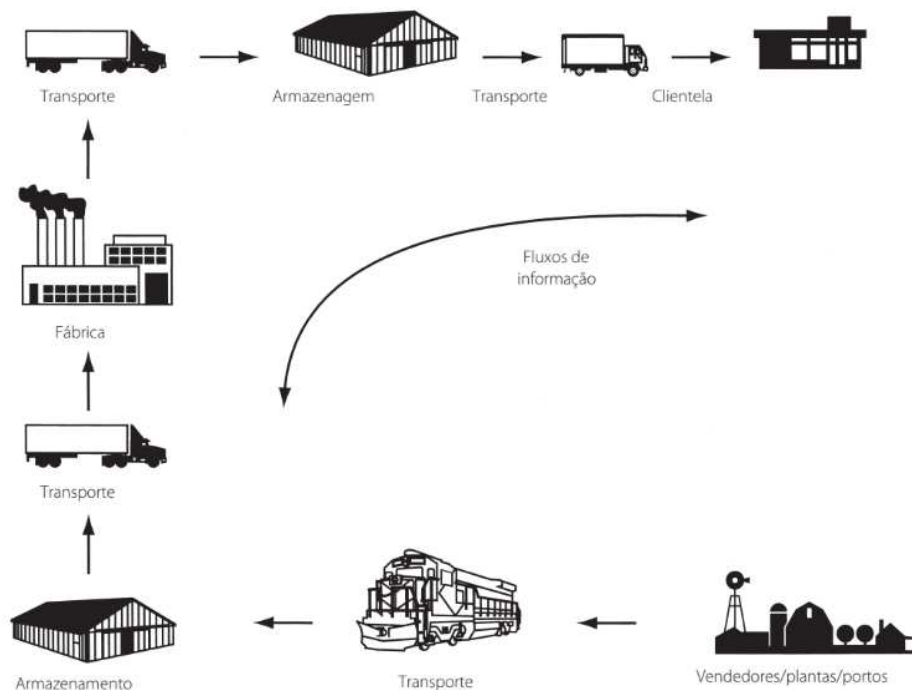 Transporte
Armazenagem
Transporte
Clientela
Fluxos de
informação
Fábrica
Transporte
Armazenamento
Transporte
Vendedores/plantas/portos